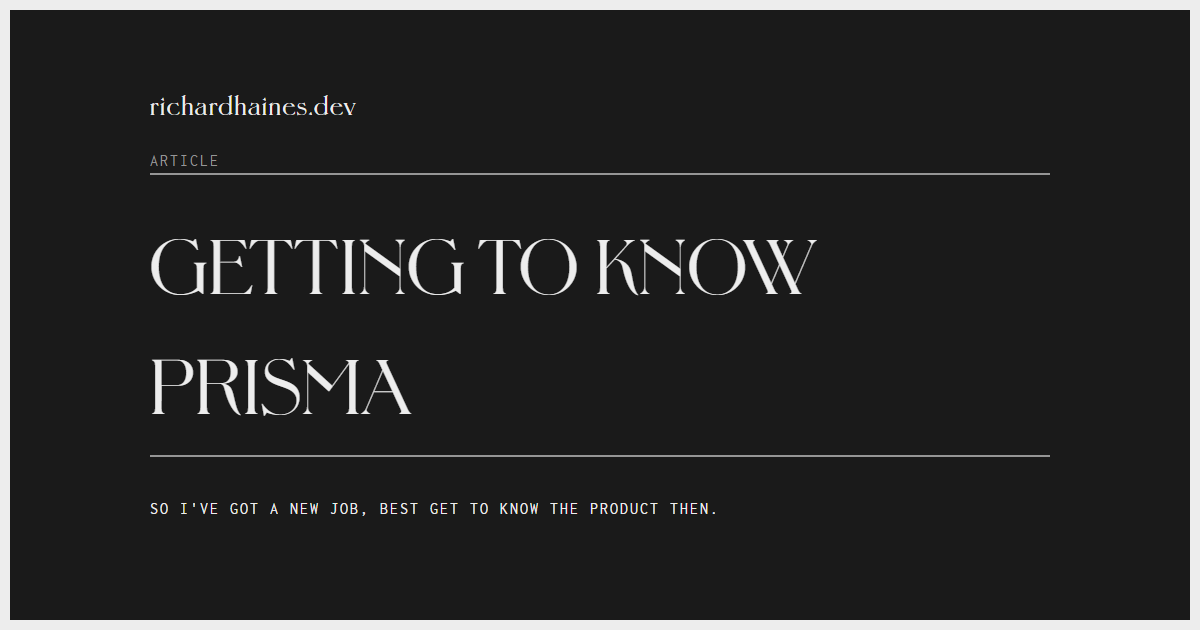 richardhaines.dev
ARTICLE
GETTING TO KNOW
PRISMA
SO I'VE GOT A NEW JOB, BEST GET TO KNOW THE PRODUCT THEN.